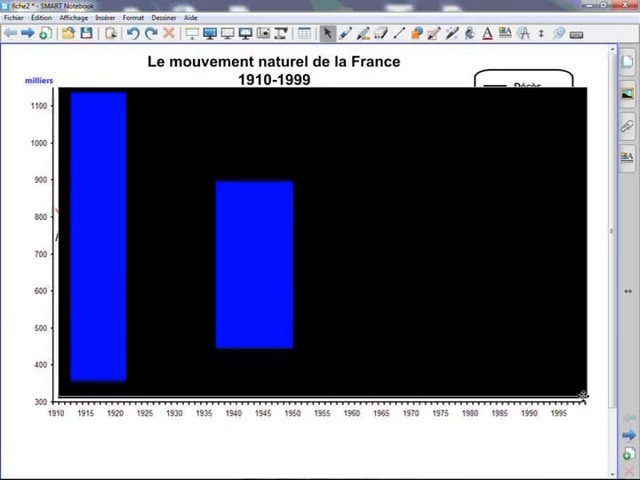 fiche2 * - SMART Notebook
Fichier Édition Affichage Insérer Format Dessiner Aide
Le mouvement naturel de la France
1910-1999
milliers
Décès
1100
1000
900
800
700
600
500
400
300
1910 1915 1920 1925 1930 1935 1940 1945 1950 1955 1960 1965 1970 1975 1980 1985 1990 1995